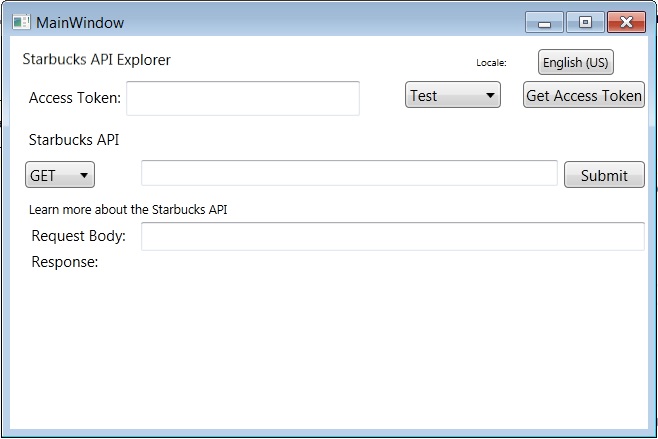 MainWindow
Starbucks API Explorer
Locale:
English (US)
Access Token:
Test
Get Access Token
Starbucks API
GET
Submit
Learn more about the Starbucks API
Request Body:
Response: